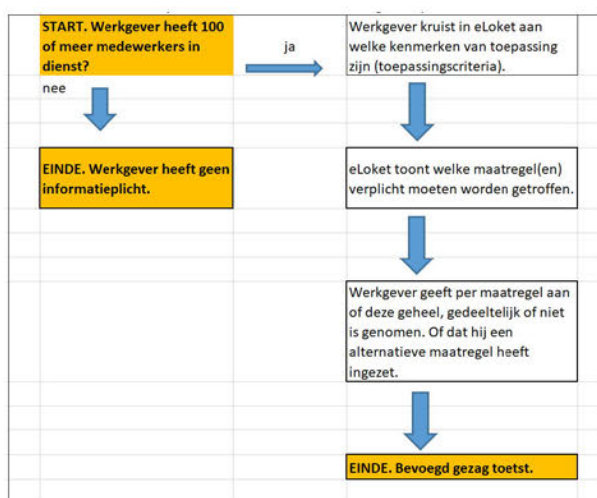 START. Werkgever heeft 100
of meer medewerkers in
dienst?
ja
Werkgever kruist in eLoket aan
welke kenmerken van toepassing
zijn (toepassingscriteria).
nee
EINDE. Werkgever heeft geen
informatieplicht.
eLoket toont welke maatregel(en)
verplicht moeten worden getroffen.
Werkgever geeft per maatregel aan
of deze geheel, gedeeltelijk of niet
is genomen. Of dat hij een
alternatieve maatregel heeft
ingezet.
EINDE. Bevoegd gezag toetst.